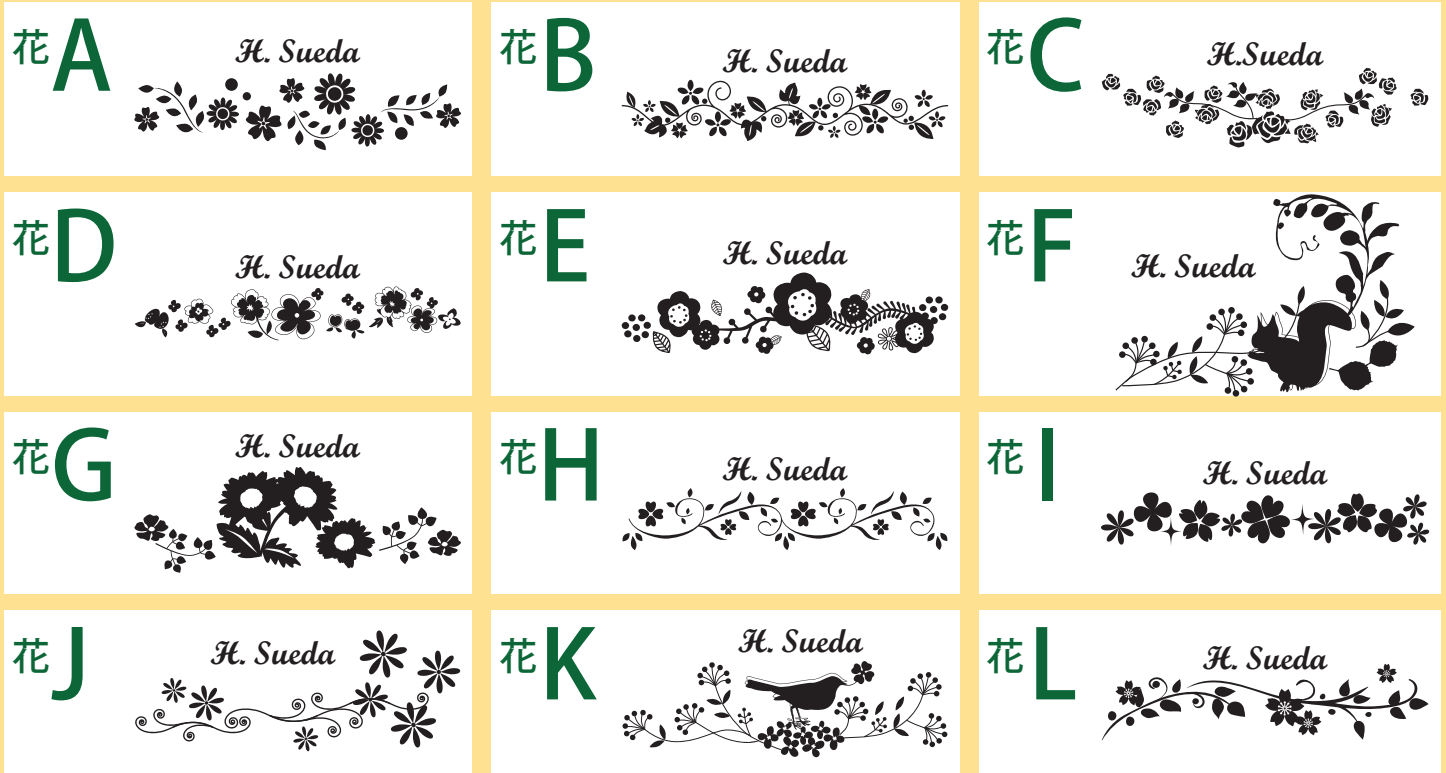 花A
H. Sueda
花B
H. Sueda
花C
H.Sueda
花D
H. Sueda
花E
H. Sueda
花F
H. Sueda
花G
H. Sueda
花H
H. Sueda
花I
H. Sueda
花J
H. Sueda
花K
H. Sueda
花L
H. Sueda